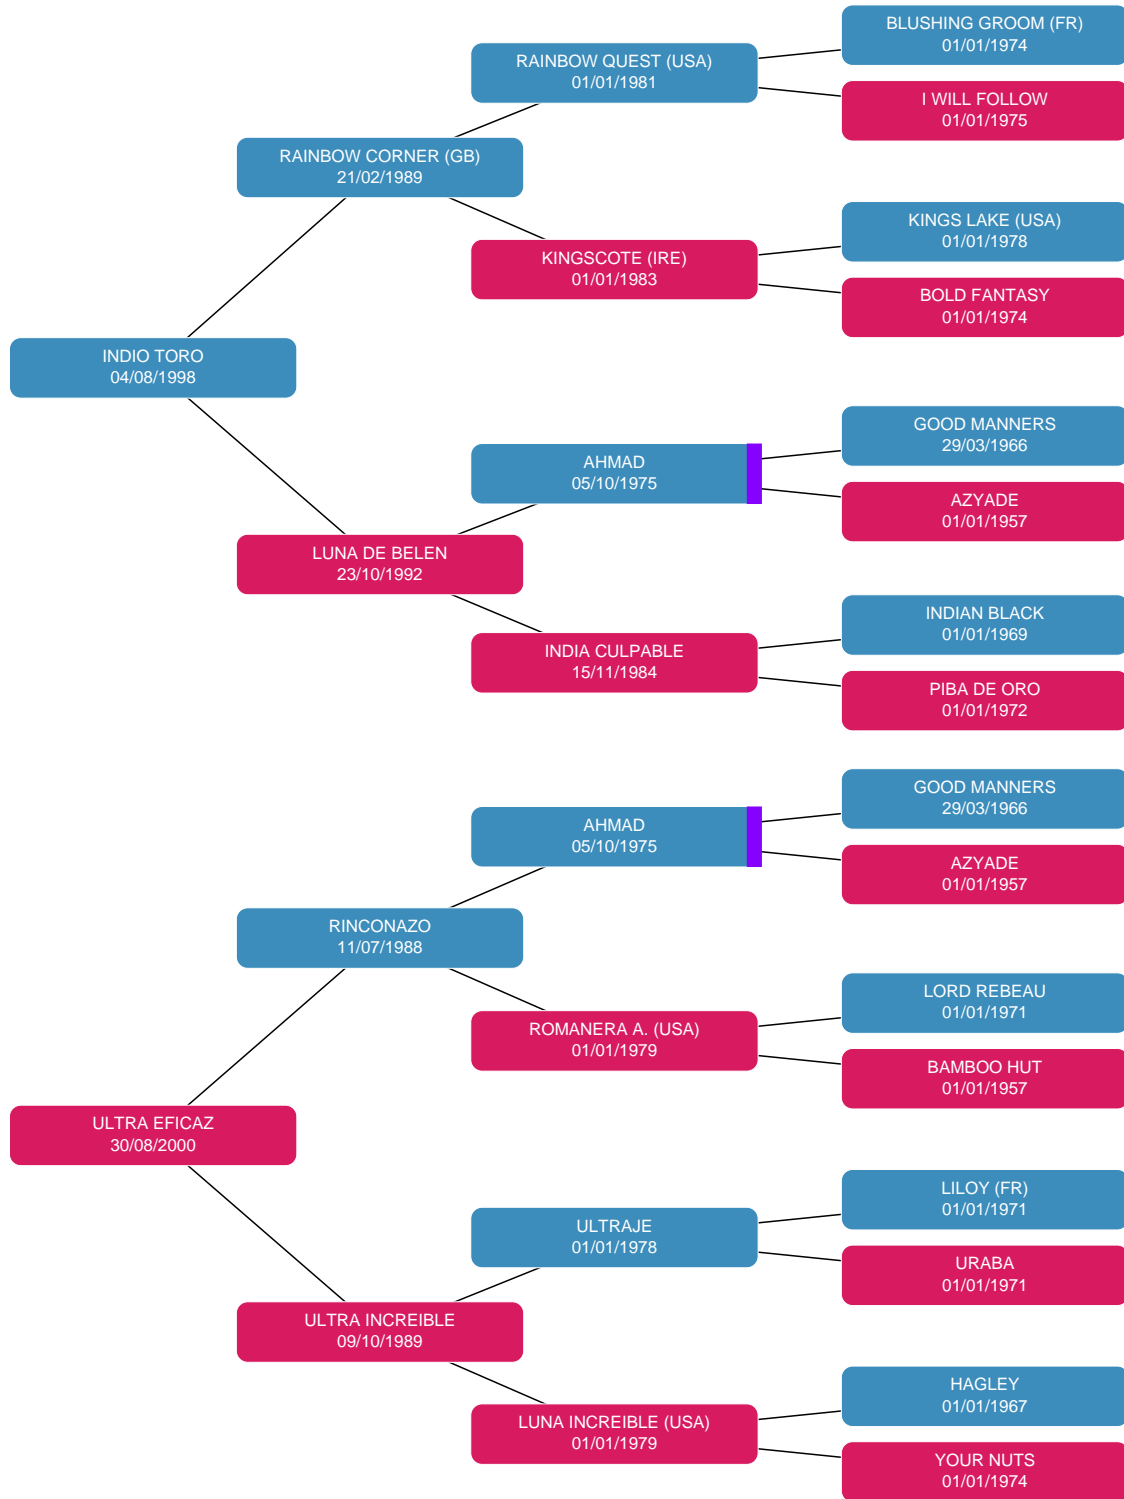 BLUSHING GROOM (FR)
01/01/1974
RAINBOW QUEST (USA)
01/01/1981
I WILL FOLLOW
01/01/1975
RAINBOW CORNER (GB)
21/02/1989
KINGS LAKE (USA)
01/01/1978
KINGSCOTE (IRE)
01/01/1983
BOLD FANTASY
01/01/1974
INDIO TORO
04/08/1998
GOOD MANNERS
29/03/1966
AHMAD
05/10/1975
AZYADE
01/01/1957
LUNA DE BELEN
23/10/1992
INDIAN BLACK
01/01/1969
INDIA CULPABLE
15/11/1984
PIBA DE ORO
01/01/1972
GOOD MANNERS
29/03/1966
AHMAD
05/10/1975
AZYADE
01/01/1957
RINCONAZO
11/07/1988
LORD REBEAU
01/01/1971
ROMANERA A. (USA)
01/01/1979
BAMBOO HUT
01/01/1957
ULTRA EFICAZ
30/08/2000
LILOY (FR)
01/01/1971
ULTRAJE
01/01/1978
URABA
01/01/1971
ULTRA INCREIBLE
09/10/1989
HAGLEY
01/01/1967
LUNA INCREIBLE (USA)
01/01/1979
YOUR NUTS
01/01/1974